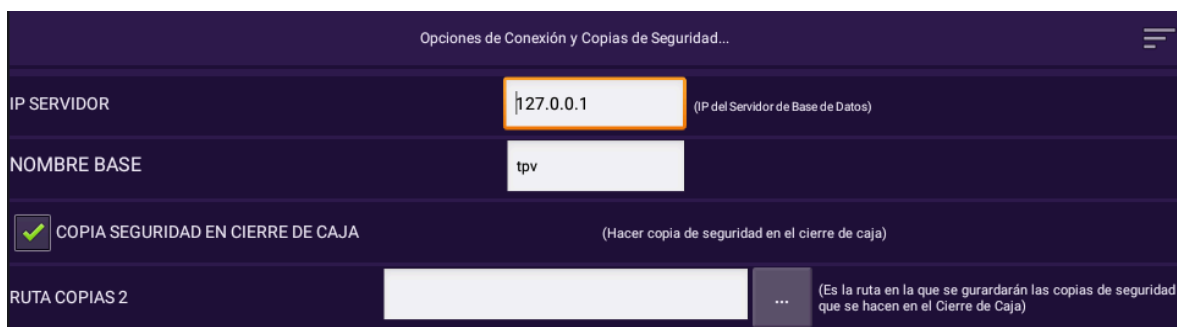 Opciones de Conexión y Copias de Seguridad...
IP SERVIDOR 127.0.0.1 (IP del Servidor de Base de Datos)
NOMBRE BASE tpv
COPIA SEGURIDAD EN CIERRE DE CAJA (Hacer copia de seguridad en el cierre de caja)
RUTA COPIAS 2 ... (Es la ruta en la que se gurardarán las copias de seguridad
que se hacen en el Cierre de Caja)